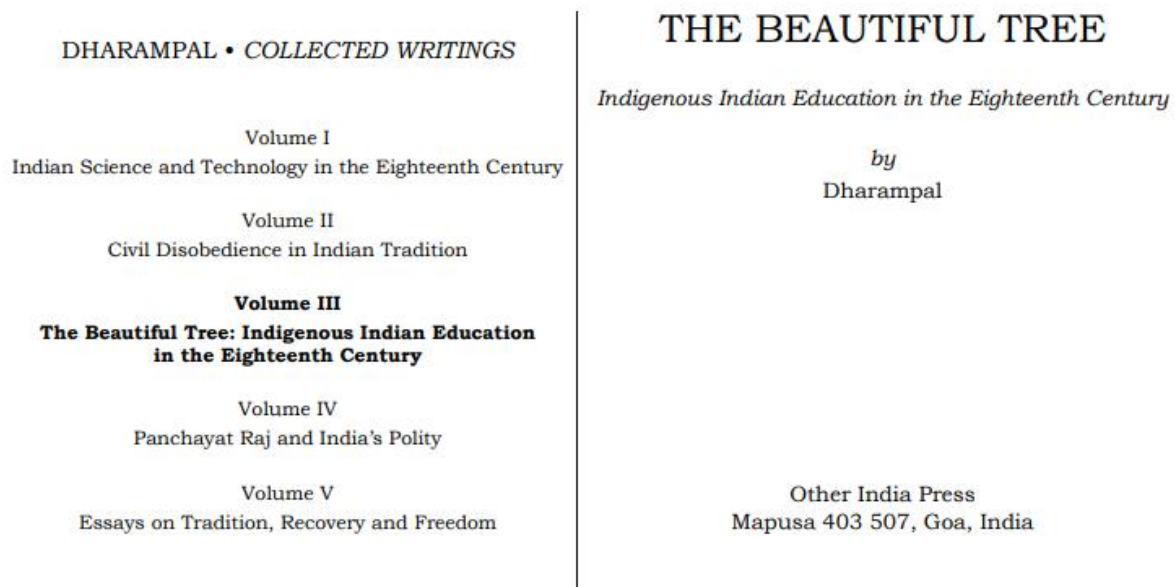 DHARAMPAL • COLLECTED WRITINGS
Volume I
Indian Science and Technology in the Eighteenth Century
Volume II
Civil Disobedience in Indian Tradition
Volume III
The Beautiful Tree: Indigenous Indian Education
in the Eighteenth Century
Volume IV
Panchayat Raj and India’s Polity
Volume V
Essays on Tradition, Recovery and Freedom
THE BEAUTIFUL TREE
Indigenous Indian Education in the Eighteenth Century
by
Dharampal
Other India Press
Mapusa 403 507, Goa, India